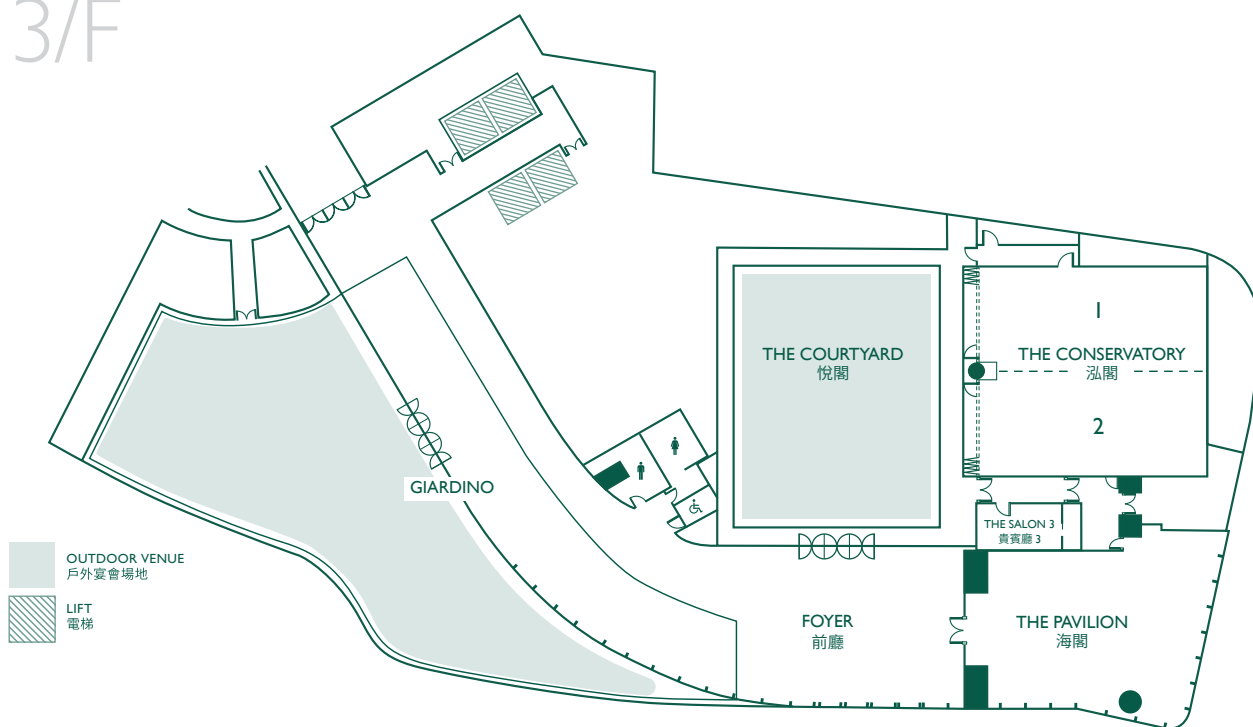 3/F
THE COURTYARD
悅閣
1
THE CONSERVATORY
泓閣
2
GIARDINO
THE SALON 3
貴賓廳 3
OUTDOOR VENUE
戶外宴會場地
LIFT
電梯
FOYER
前廳
THE PAVILION
海閣